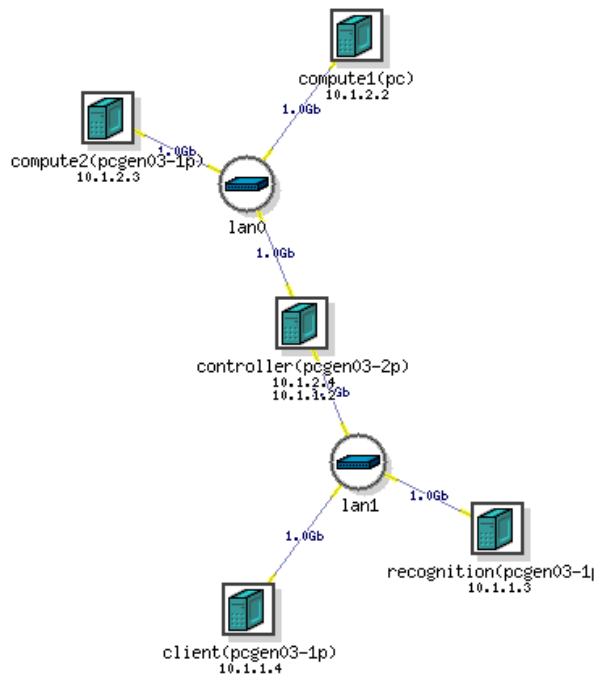 compute1(pc)
10.1.2.2
1.0Gb
compute2(pcgen03-1p)
10.1.2.3
1.0Gb
lan0
1.0Gb
controller(pcgen03-2p)
10.1.2.4
10.1.1.2
Gb
lan1
1.0Gb
1.0Gb
recognition(pcgen03-1p
10.1.1.3
client(pcgen03-1p)
10.1.1.4